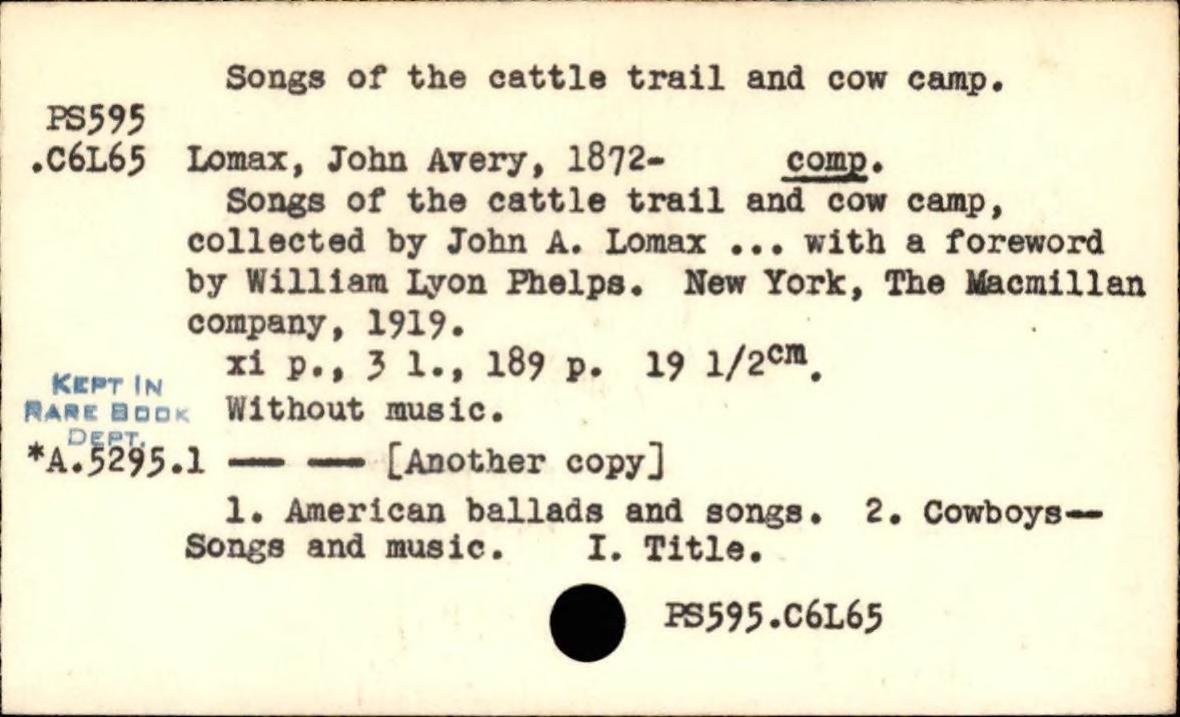 Songs of the cattle trail and cow camp.
PS595
.C6L65 Lomax, John Avery, 1872- comp.
Songs of the cattle trail and cow camp,
collected by John A. Lomax ... with a foreword
by William Lyon Phelps. New York, The Macmillan
company, 1919.
xi p., 3 l., 189 p. 19 1/2cm.
KEPT IN
RARE BOOK
DEPT.
Without music.
*A.5295.1 — — [Another copy]
1. American ballads and songs. 2. Cowboys—
Songs and music. I. Title.
PS595.C6L65